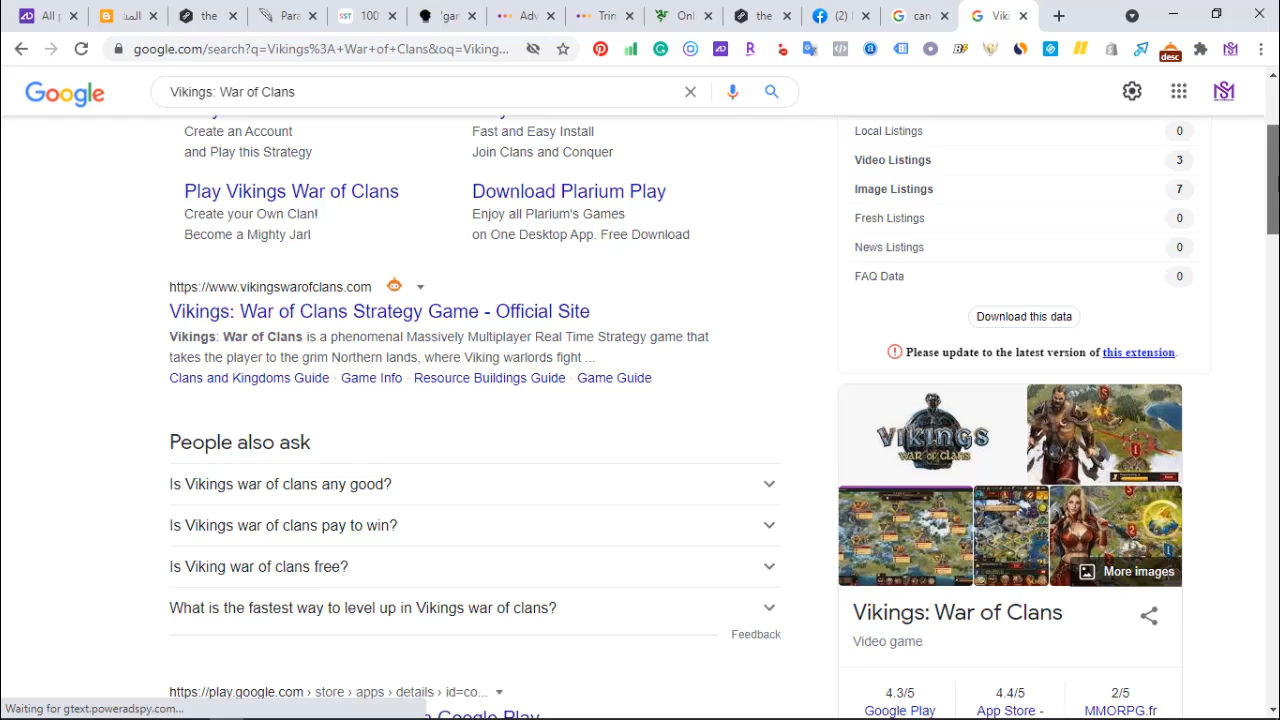 All
المد
the
Para
SST
100
'gar
Adv
Trin
Onl
the
(2)
can
Viki
google.com/search?q=Vikings%3A+War+of+Clans&oq=Viking...
desc
Google
Vikings: War of Clans
Create an Account
and Play this Strategy
Fast and Easy Install
Join Clans and Conquer
Play Vikings War of Clans
Create your Own Clan!
Become a Mighty Jarl
Download Plarium Play
Enjoy all Plarium's Games
on One Desktop App. Free Download
https://www.vikingswarofclans.com
Vikings: War of Clans Strategy Game - Official Site
Vikings: War of Clans is a phenomenal Massively Multiplayer Real Time Strategy game that
takes the player to the grim Northern lands, where Viking warlords fight ...
Clans and Kingdoms Guide · Game Info · Resource Buildings Guide · Game Guide
People also ask
Is Vikings war of clans any good?
Is Vikings war of clans pay to win?
Is Viking war of clans free?
What is the fastest way to level up in Vikings war of clans?
Feedback
https://play.google.com › store › apps › details › id=co...
Google Play
Waiting for gtext.poweradspy.com...
Local Listings 0
Video Listings 3
Image Listings 7
Fresh Listings 0
News Listings 0
FAQ Data 0
Download this data
Please update to the latest version of this extension.
VIKINGS
WAR OF CLANS
More images
Vikings: War of Clans
Video game
4.3/5
Google Play
4.4/5
App Store -
2/5
MMORPG.fr